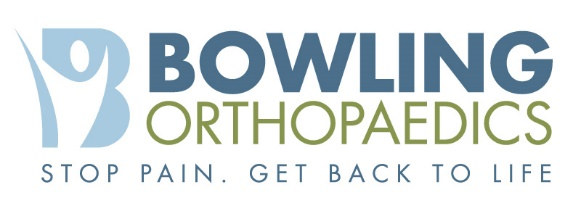 BOWLING
ORTHOPAEDICS
STOP PAIN. GET BACK TO LIFE